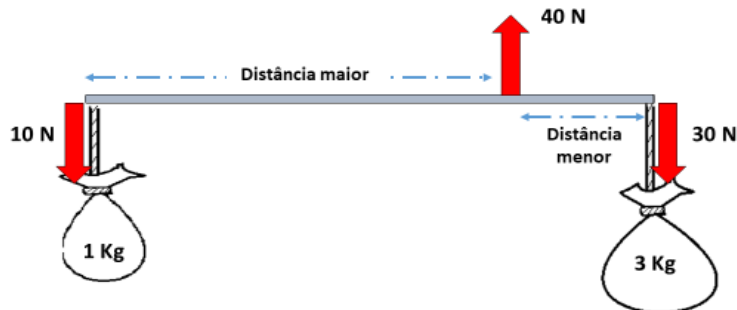 40 N
Distância maior
10 N
Distância
menor
30 N
1 Kg
3 Kg